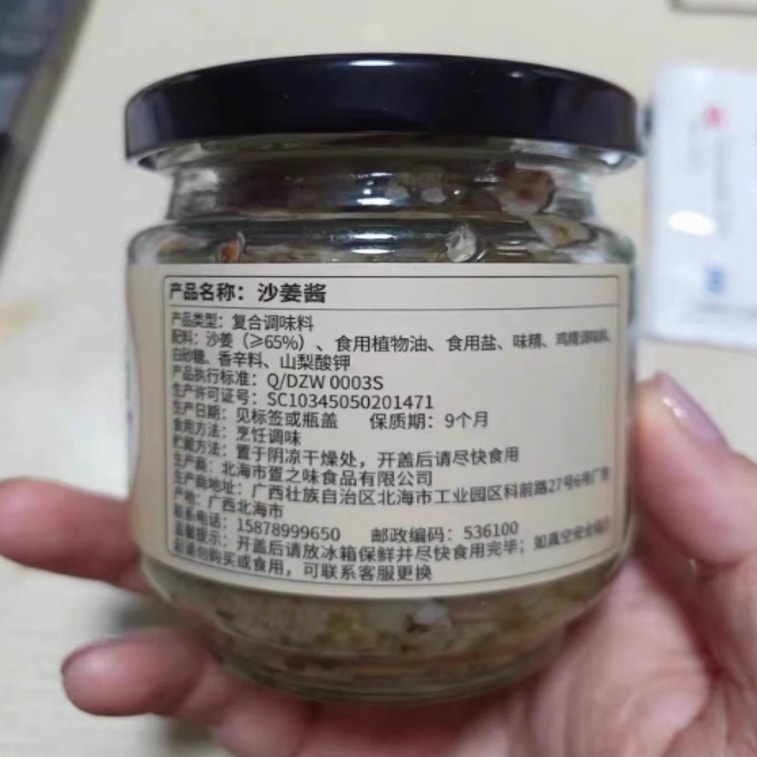 产品名称：沙姜酱
产品类型：复合调味料
配料：沙姜（≥65%）、食用植物油、食用盐、味精、鸡精调味料、
白砂糖、香辛料、山梨酸钾
产品执行标准：Q/DZW 0003S
生产许可证号：SC10345050201471
生产日期：见标签或瓶盖 保质期：9个月
食用方法：烹饪调味
贮藏方法：置于阴凉干燥处，开盖后请尽快食用
生产商：北海市疍之味食品有限公司
生产商地址：广西壮族自治区北海市工业园区科前路27号6号厂房
产地：广西北海市
联系电话：15878999650 邮政编码：536100
温馨提示：开盖后请放冰箱保鲜并尽快食用完毕；如真空安全钮
起请勿购买或食用，可联系客服更换